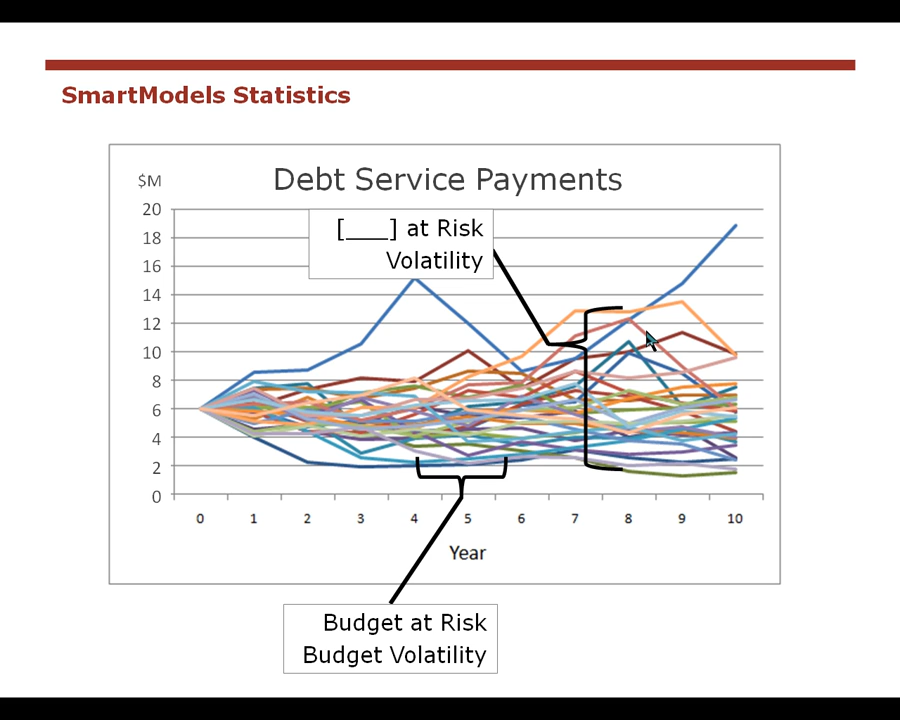 SmartModels Statistics
Debt Service Payments
$M
20
18
16
14
12
10
8
6
4
2
0
[___] at Risk
Volatility
0 1 2 3 4 5 6 7 8 9 10
Year
Budget at Risk
Budget Volatility